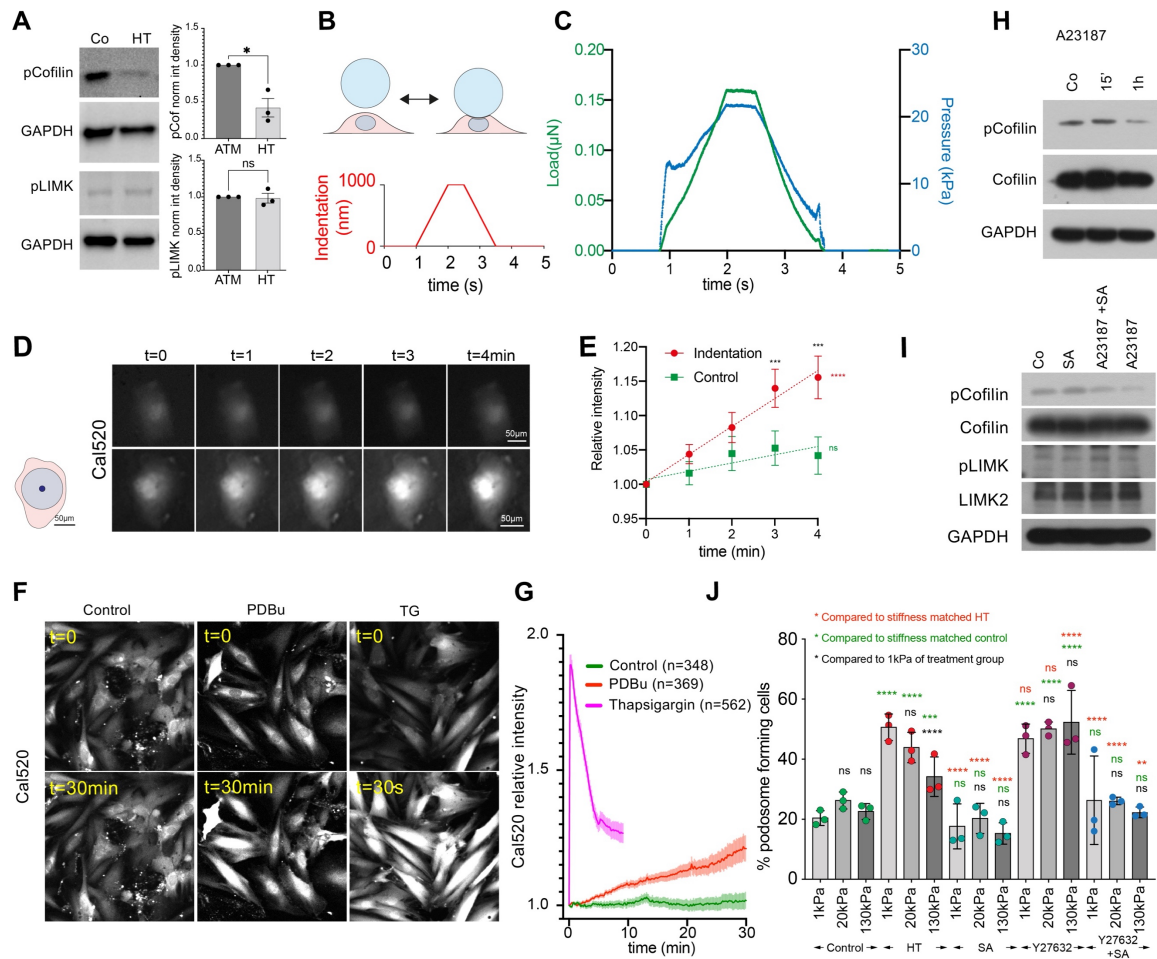 A
Co HT
pCofilin
GAPDH
pLIMK
GAPDH
pCof norm int density
1.5
1.0
0.5
0.0
*
ATM HT
pLIMK norm int density
1.5
1.0
0.5
0.0
ns
ATM HT
B
Indentation
(nm)
1000
0
0 1 2 3 4 5
time (s)
C
Load(µN)
0.20
0.15
0.10
0.05
0.00
Pressure (kPa)
30
20
10
0
0 1 2 3 4 5
time (s)
H
A23187
Co 15' 1h
pCofilin
Cofilin
GAPDH
D
t=0 t=1 t=2 t=3 t=4min
Cal520
50µm
50µm
50µm
E
Relative intensity
1.20
1.15
1.10
1.05
1.00
0.95
Indentation
Control
***
***
****
ns
0 1 2 3 4
time (min)
I
Co SA A23187 +SA A23187
pCofilin
Cofilin
pLIMK
LIMK2
GAPDH
F
Control PDBu TG
Cal520
t=0 t=0 t=0
t=30min t=30min t=30s
G
Cal520 relative intensity
2.0
1.5
1.0
Control (n=348)
PDBu (n=369)
Thapsigargin (n=562)
0 10 20 30
time (min)
J
* Compared to stiffness matched HT
* Compared to stiffness matched control
* Compared to 1kPa of treatment group
% podosome forming cells
80
60
40
20
0
ns ns
****
****
ns
***
****
****
ns
****
ns
ns
****
ns
ns
ns
****
ns
****
ns
****
****
ns
****
ns
****
ns
ns
**
ns
ns
1kPa 20kPa 130kPa 1kPa 20kPa 130kPa 1kPa 20kPa 130kPa 1kPa 20kPa 130kPa 1kPa 20kPa 130kPa
Control HT SA Y27632 Y27632
+SA